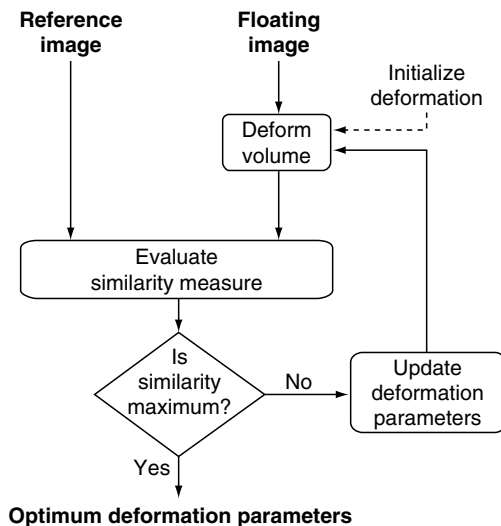 Reference
image
Floating
image
Initialize
deformation
Deform
volume
Evaluate
similarity measure
Is
similarity
maximum?
No
Update
deformation
parameters
Yes
Optimum deformation parameters